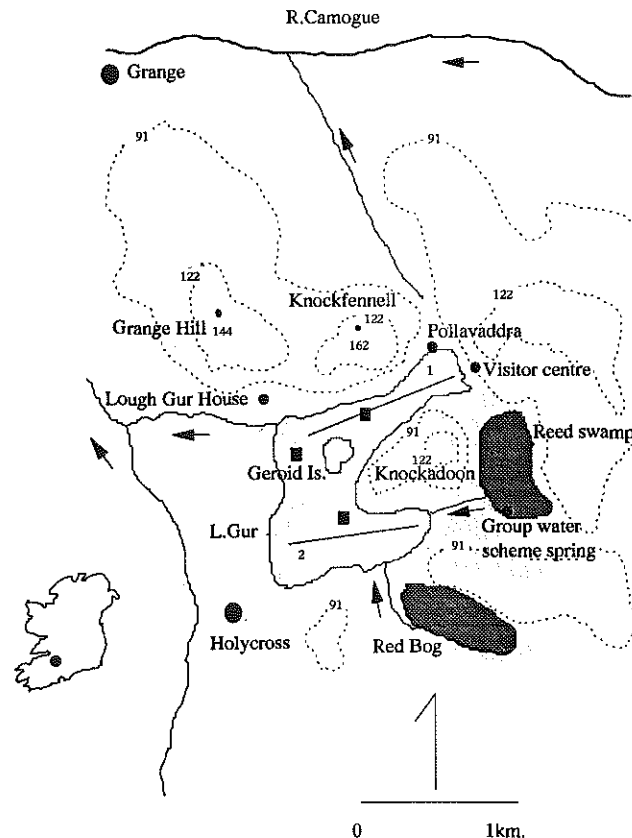 R.Camogue
Grange
91
91
122
122
Knockfennell
122
Grange Hill
144
162
Pollavaddra
1
Visitor centre
Lough Gur House
91
Reed swamp
Geroid Is.
122
Knockadoon
L.Gur
Group water
scheme spring
2
91
91
Holycross
Red Bog
0
1km.